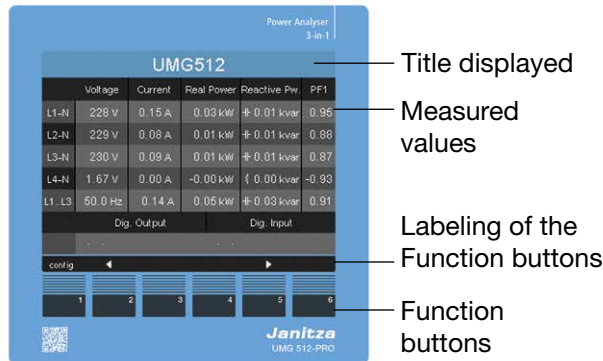 Power Analyser
3-in-1
UMG512
Voltage Current Real Power Reactive Pw. PF1
L1-N 228 V 0.15 A 0.03 kW 0.01 kvar 0.95
L2-N 229 V 0.08 A 0.01 kW 0.01 kvar 0.88
L3-N 230 V 0.09 A 0.01 kW 0.01 kvar 0.87
L4-N 1.67 V 0.00 A -0.00 kW 0.00 kvar -0.93
L1..L3 50.0 Hz 0.14 A 0.05 kW 0.03 kvar 0.91
Dig. Output Dig. Input
config
1 2 3 4 5 6
Janitza
UMG 512-PRO
Title displayed
Measured
values
Labeling of the
Function buttons
Function
buttons